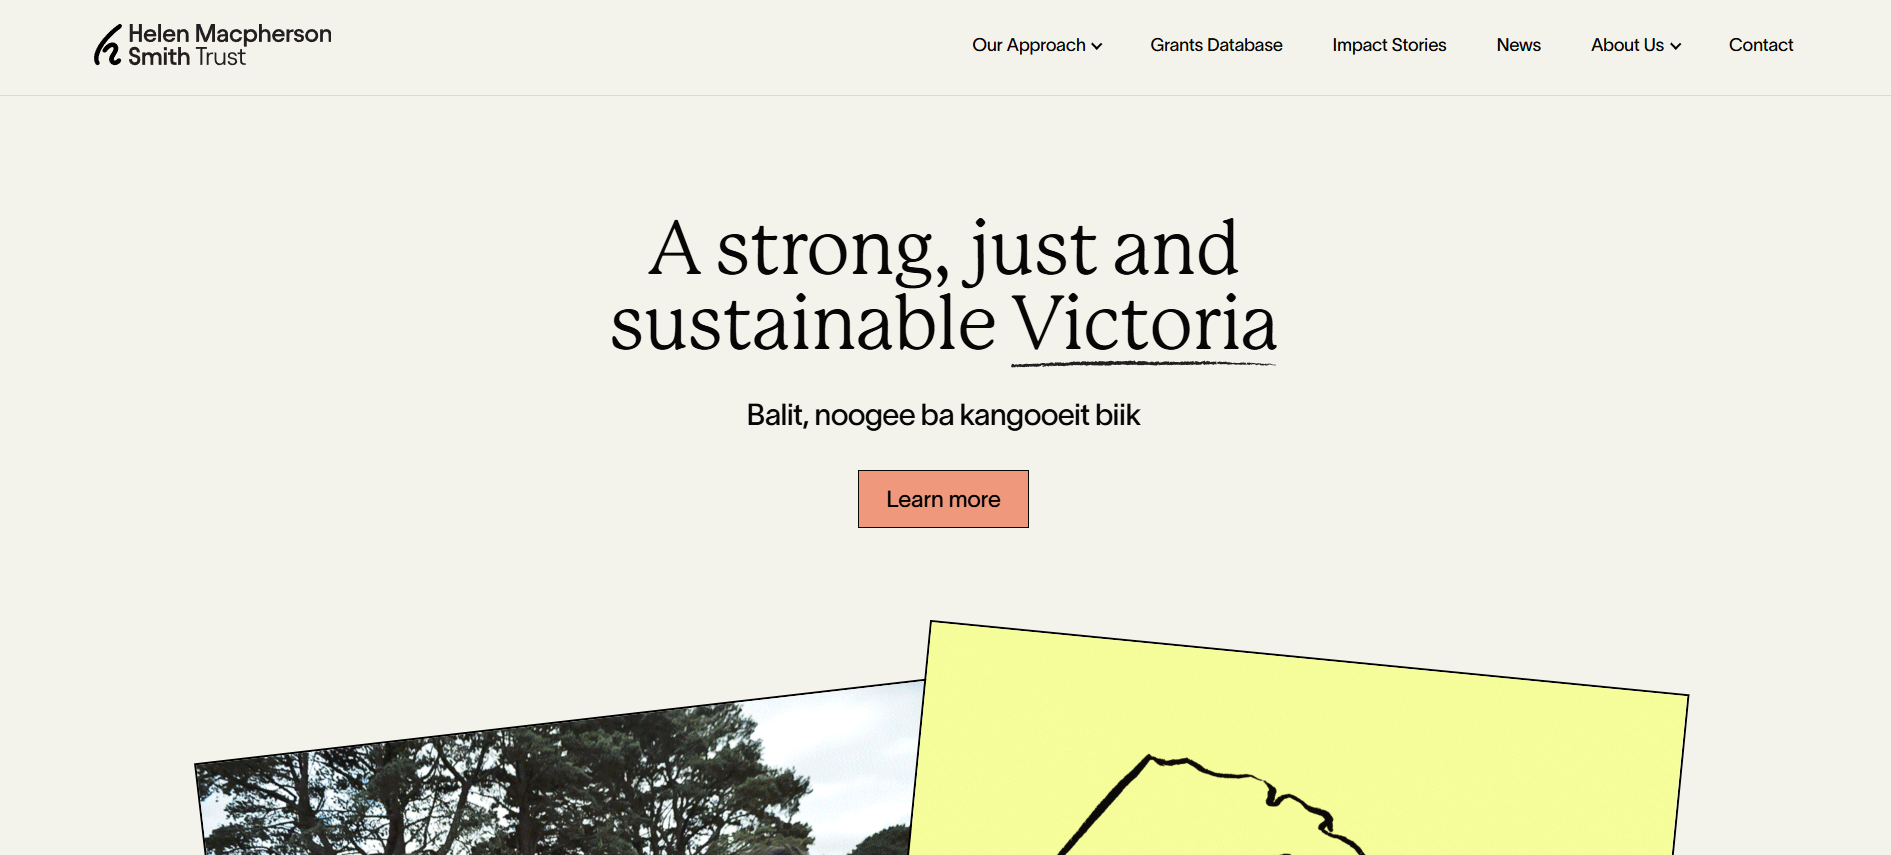 Helen Macpherson
Smith Trust
Our Approach
Grants Database
Impact Stories
News
About Us
Contact
A strong, just and
sustainable Victoria
Balit, noogee ba kangooeit biik
Learn more